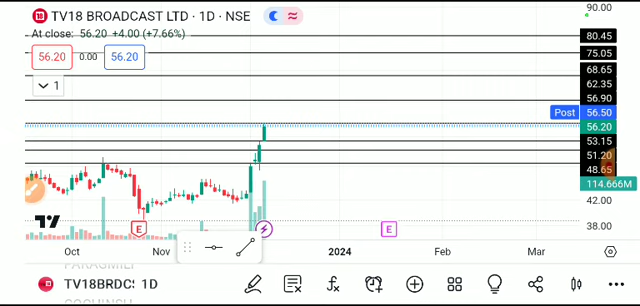 TV18 BROADCAST LTD · 1D · NSE
At close: 56.20 +4.00 (+7.66%)
56.20 0.00 56.20
1
90.00
80.45
75.05
68.65
62.35
56.90
Post 56.50
56.20
53.15
51.20
48.65
114.666M
42.00
38.00
E
E
Oct Nov 2024 Feb Mar
TV18BRDC 1D